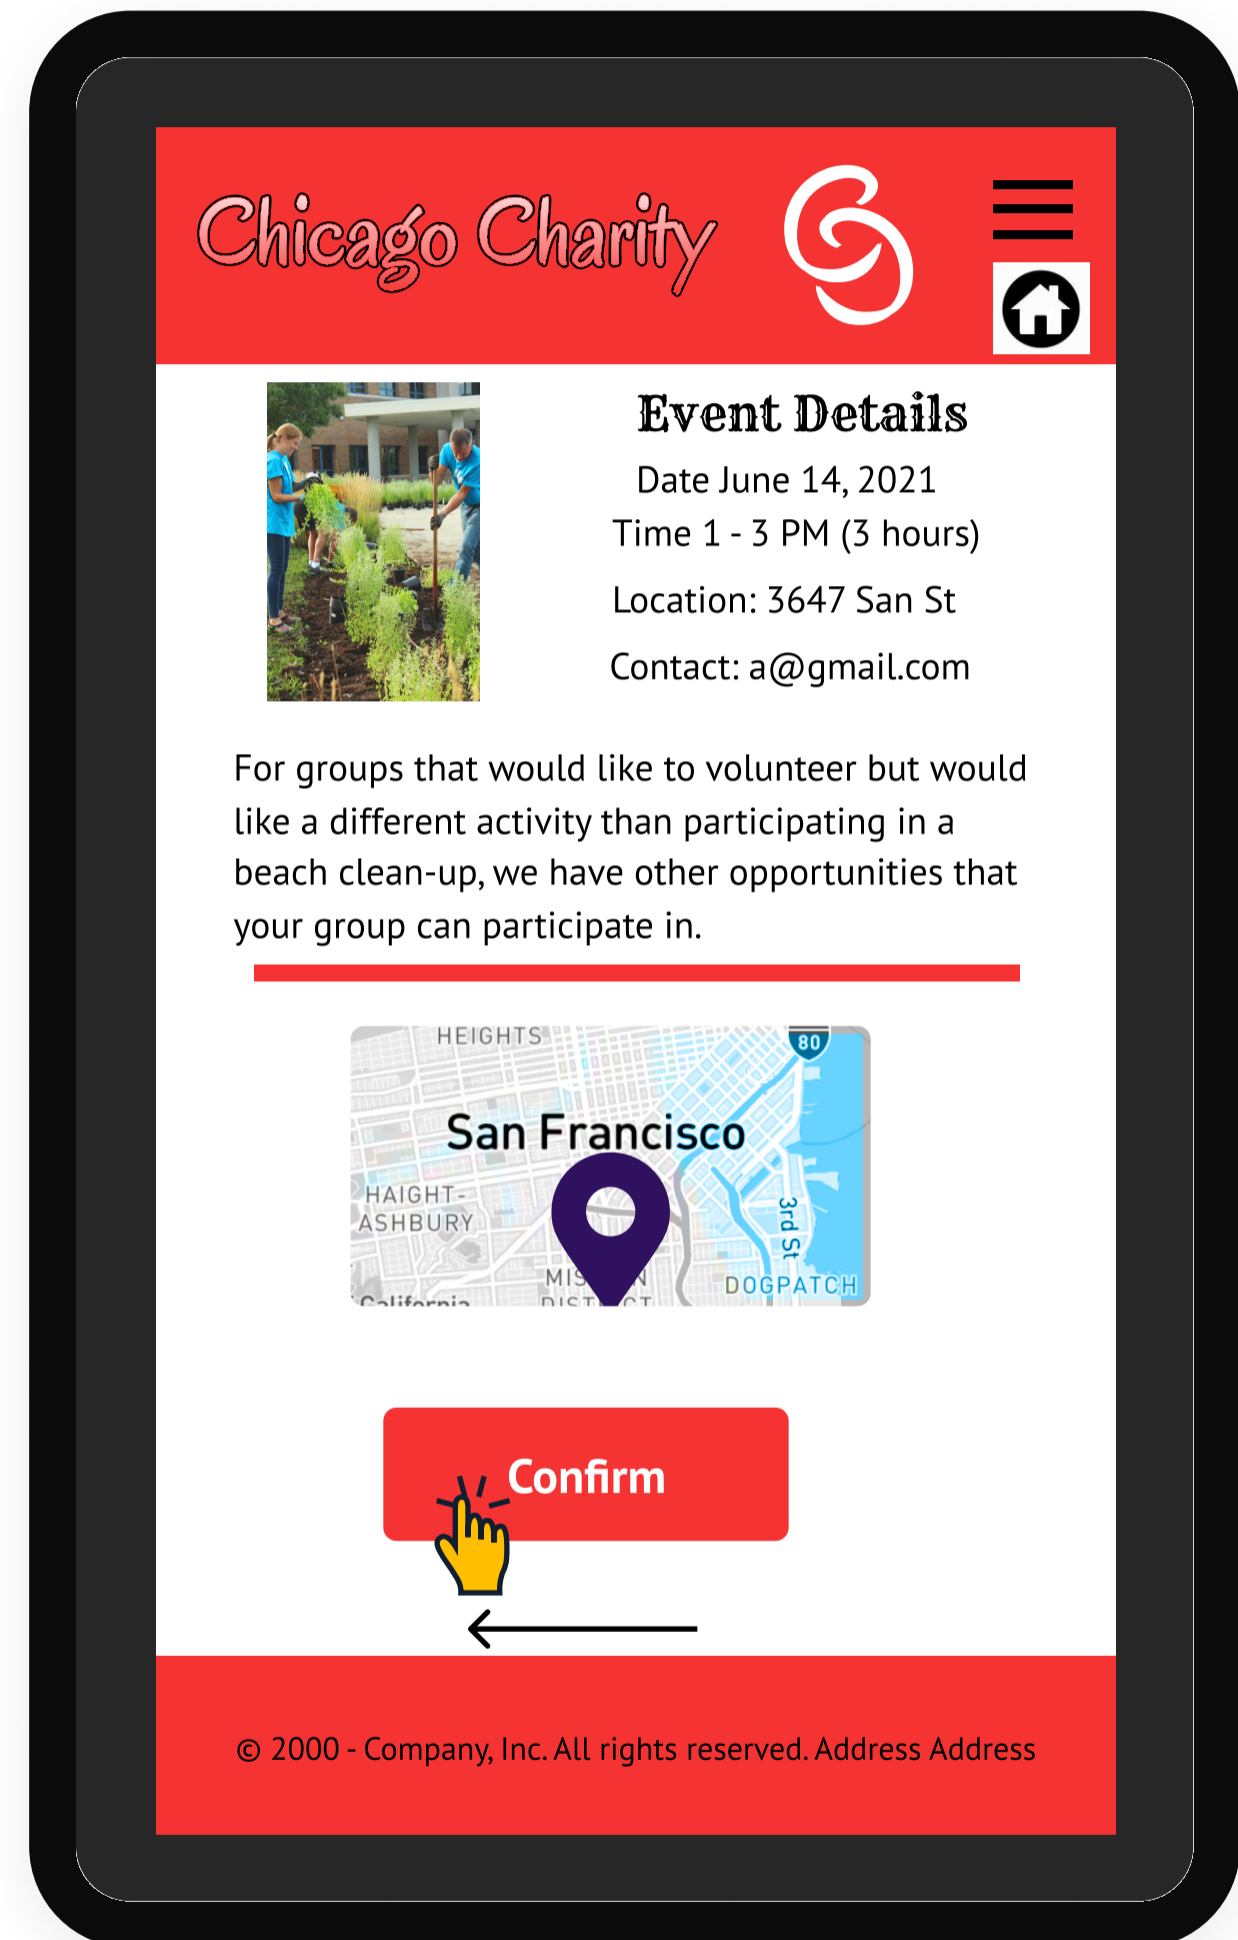 Chicago Charity
Event Details
Date June 14, 2021
Time 1 - 3 PM (3 hours)
Location: 3647 San St
Contact: a@gmail.com
For groups that would like to volunteer but would
like a different activity than participating in a
beach clean-up, we have other opportunities that
your group can participate in.
HEIGHTS
80
San Francisco
HAIGHT-
ASHBURY
3rd St
DOGPATCH
California
Confirm
© 2000 - Company, Inc. All rights reserved. Address Address